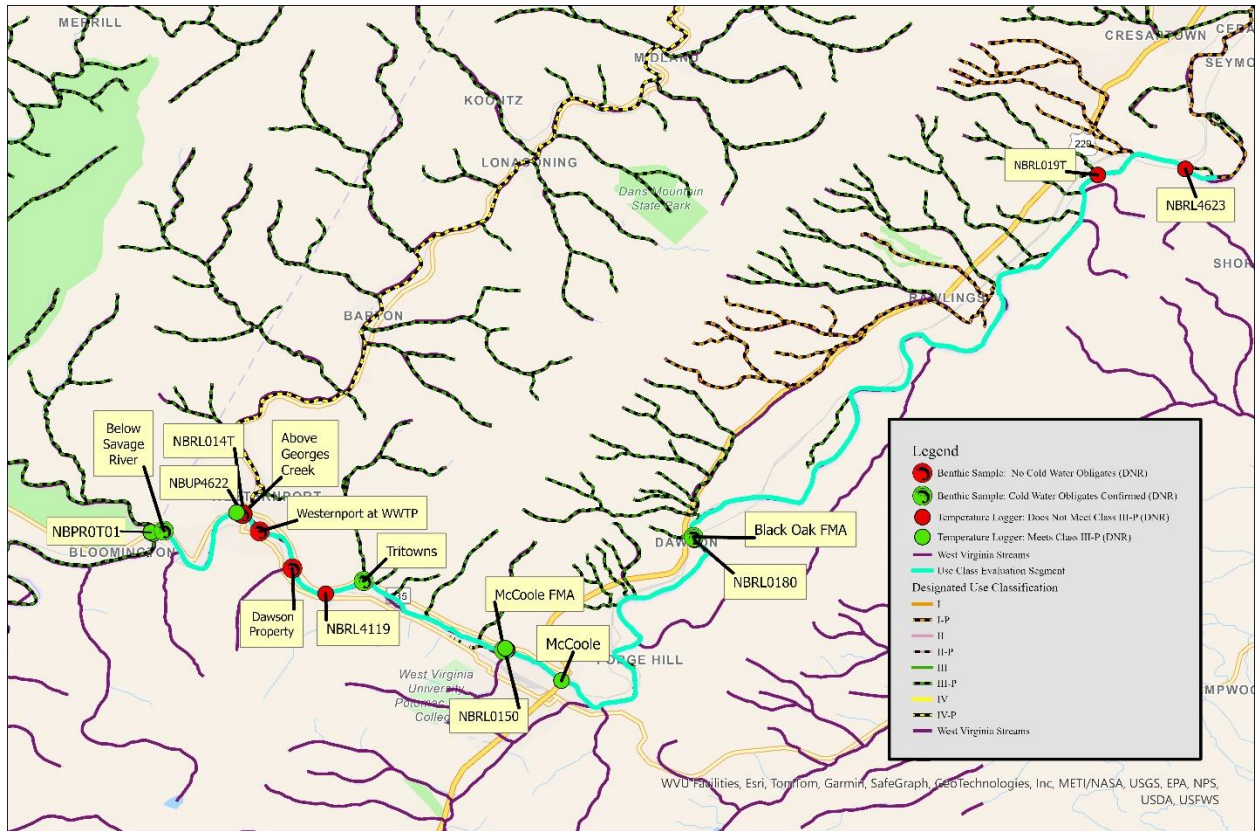 MERRILL
MIDLAND
CRESAPTOWN
SEYMO
KOONTZ
LONACONING
220
Dans Mountain
State Park
NBRL019T
NBRL4623
SHOR
RAWLINGS
BARTON
Below
Savage
River
NBRL014T
NBUP4622
Above
Georges
Creek
NBPR0T01
BLOOMINGTON
Westernport at WWTP
Tritowns
Dawson
Property
NBRL4119
McCoole FMA
McCoole
NBRL0150
West Virginia
University
Potomac
College
DAWSON
Black Oak FMA
NBRL0180
Legend
Benthic Sample: No Cold Water Obligates (DNR)
Benthic Sample: Cold Water Obligates Confirmed (DNR)
Temperature Logger: Does Not Meet Class III-P (DNR)
Temperature Logger: Meets Class III-P (DNR)
West Virginia Streams
Use Class Evaluation Segment
Designated Use Classification
I
I-P
II
II-P
III
III-P
IV
IV-P
West Virginia Streams
MPWOO
WVU Facilities, Esri, TomTom, Garmin, SafeGraph, GeoTechnologies, Inc, METI/NASA, USGS, EPA, NPS,
USDA, USFWS